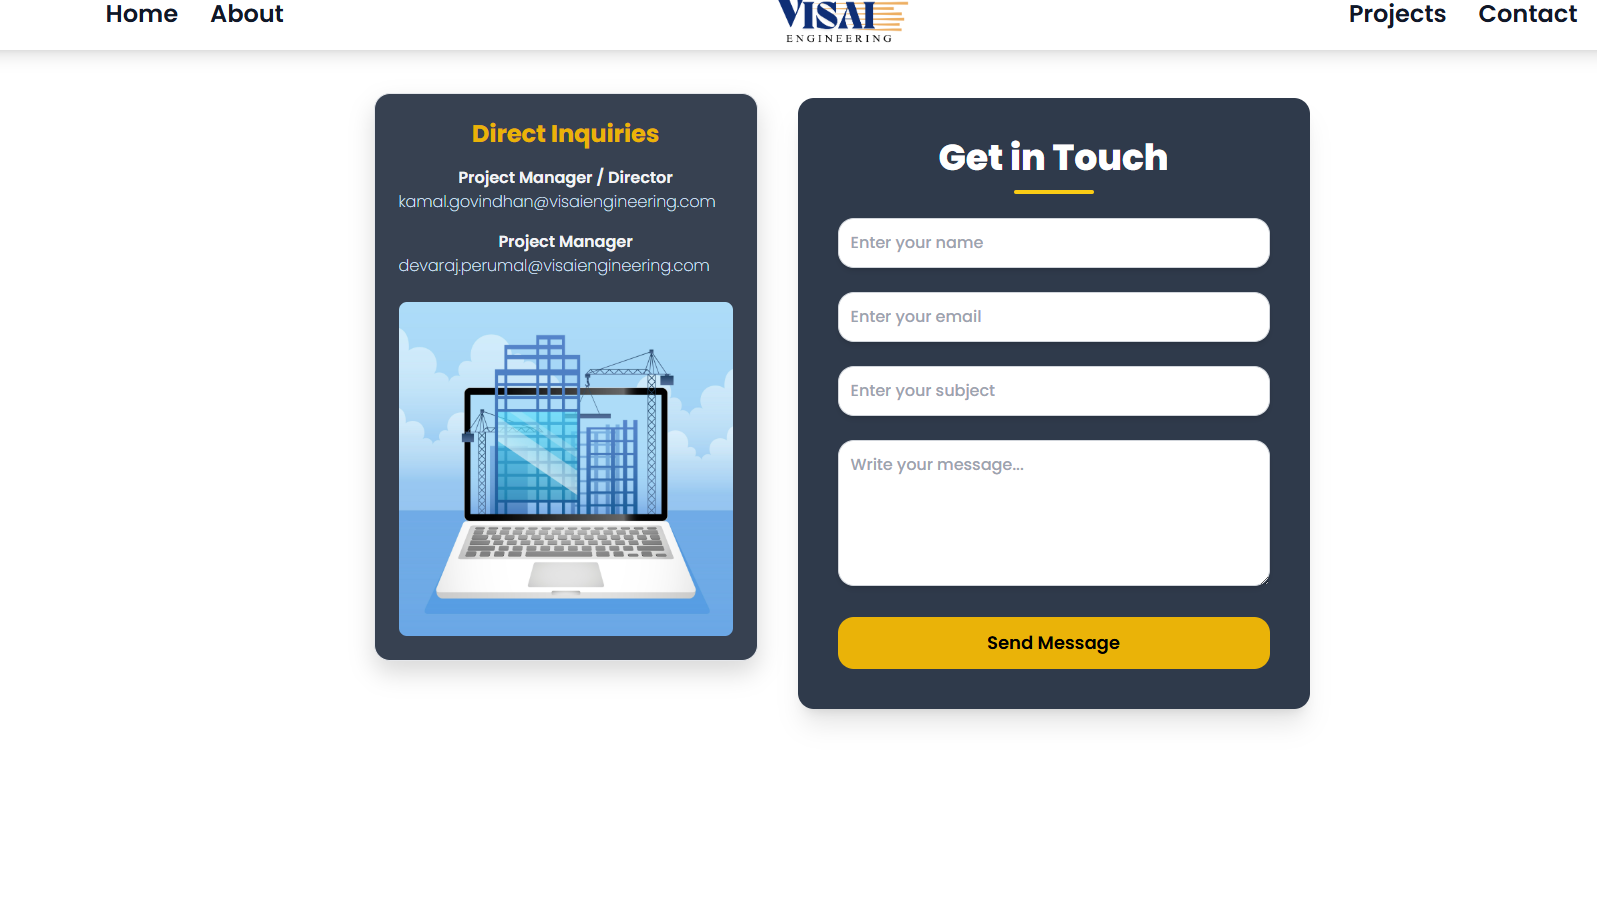 Home About
VISAI
ENGINEERING
Projects Contact
Direct Inquiries
Project Manager / Director
kamal.govindhan@visaiengineering.com
Project Manager
devaraj.perumal@visaiengineering.com
Get in Touch
Enter your name
Enter your email
Enter your subject
Write your message...
Send Message